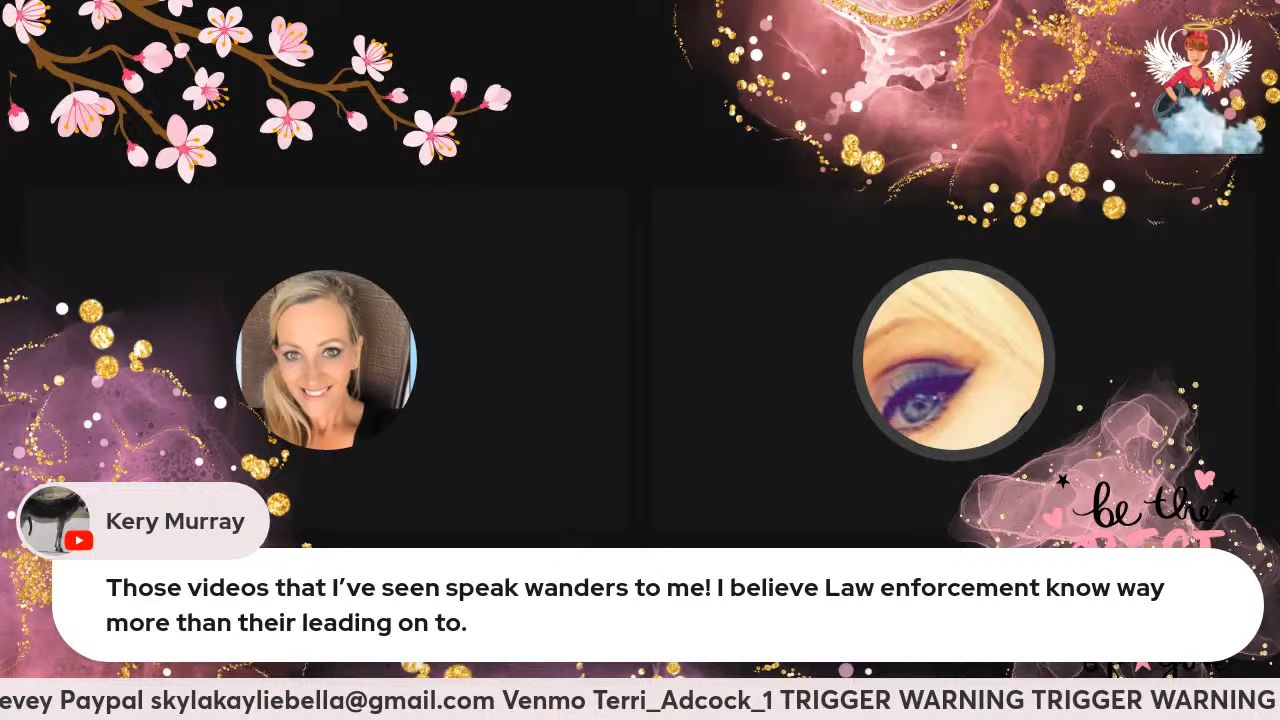 be the
Kery Murray
Those videos that I’ve seen speak wanders to me! I believe Law enforcement know way
more than their leading on to.
evey Paypal skylakayliebella@gmail.com Venmo Terri_Adcock_1 TRIGGER WARNING TRIGGER WARNING